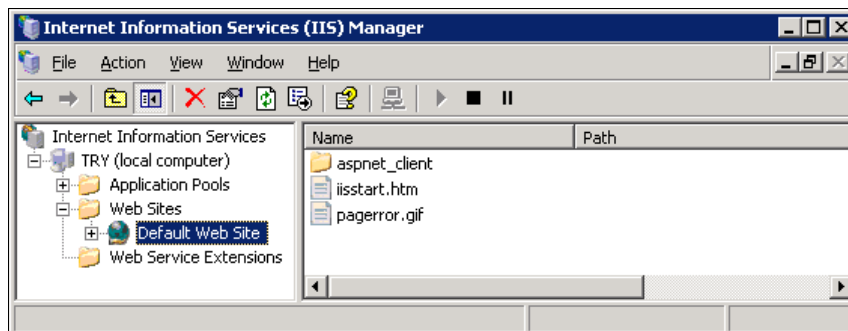 Internet Information Services (IIS) Manager
File Action View Window Help
Internet Information Services
TRY (local computer)
Application Pools
Web Sites
Default Web Site
Web Service Extensions
Name Path
aspnet_client
iisstart.htm
pagerror.gif